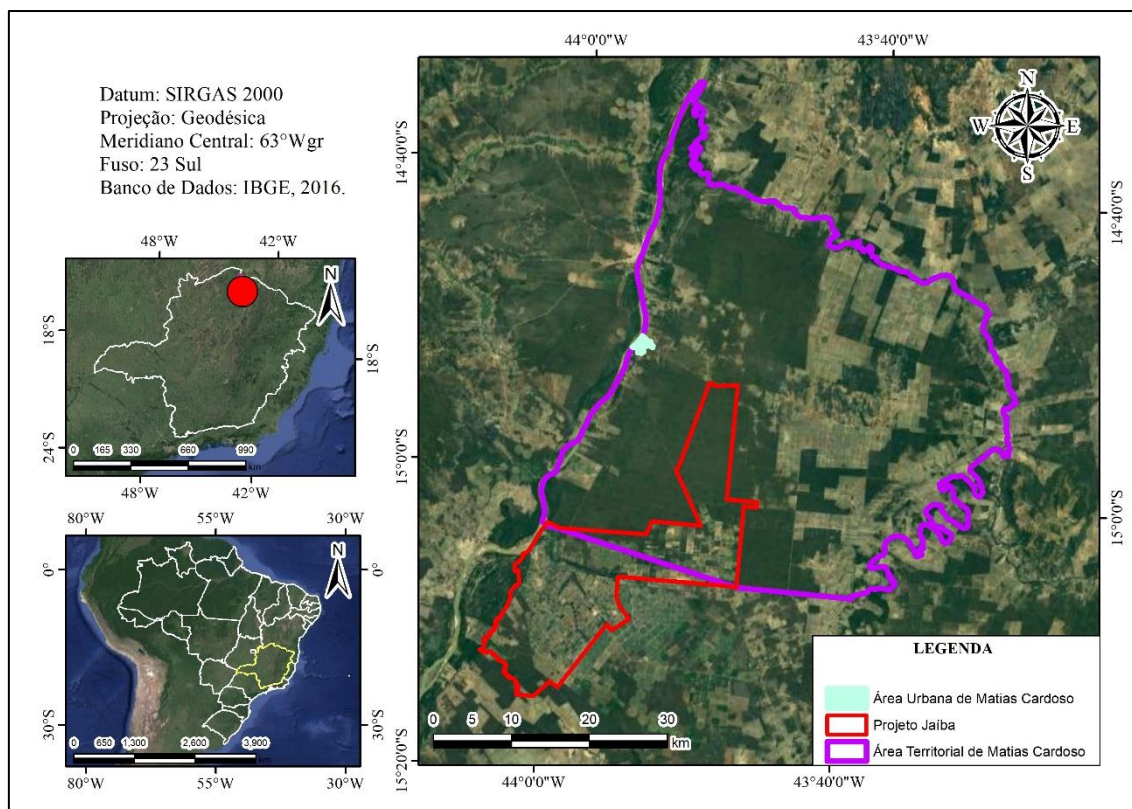 Datum: SIRGAS 2000
Projeção: Geodésica
Meridiano Central: 63°Wgr
Fuso: 23 Sul
Banco de Dados: IBGE, 2016.
48°W 42°W
N
18°S
18°S
24°S
0 165 330 660 990
km
48°W 42°W
80°W 55°W 30°W
N
0° 0°
30°S 30°S
0 650 1,300 2,600 3,900
km
80°W 55°W 30°W
44°0'0"W 43°40'0"W
N
W E
S
14°40'0"S
14°40'0"S
15°0'0"S
15°0'0"S
15°20'0"S
0 5 10 20 30
km
44°0'0"W 43°40'0"W
LEGENDA
Área Urbana de Matias Cardoso
Projeto Jaíba
Área Territorial de Matias Cardoso